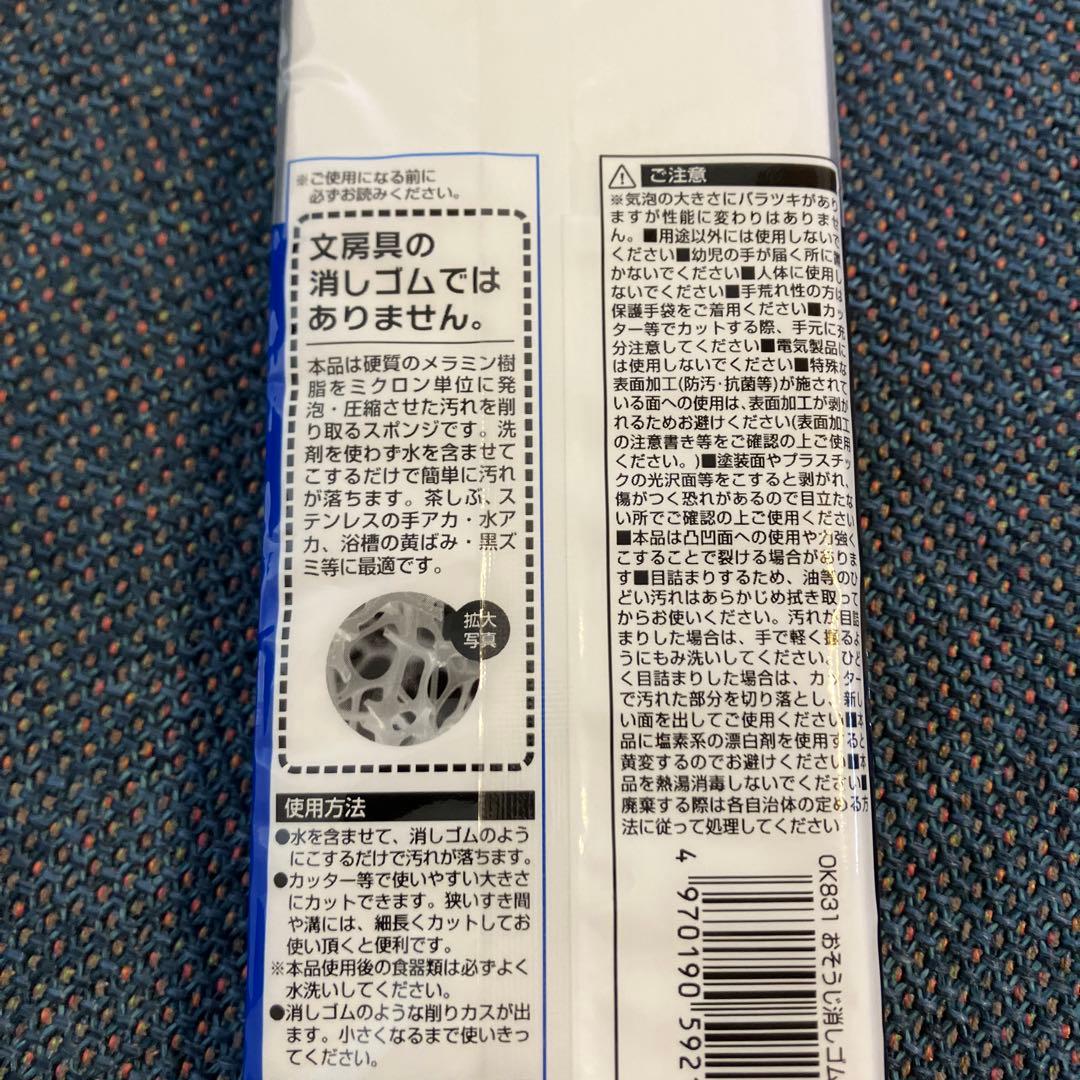 ※ご使用になる前に
必ずお読みください。
文房具の
消しゴムでは
ありません。
本品は硬質のメラミン樹
脂をミクロン単位に発
泡・圧縮させた汚れを削
り取るスポンジです。洗
剤を使わず水を含ませて
こするだけで簡単に汚れ
が落ちます。茶しぶ、ス
テンレスの手アカ・水ア
カ、浴槽の黄ばみ・黒ズ
ミ等に最適です。
拡大
写真
使用方法
●水を含ませて、消しゴムのよう
にこするだけで汚れが落ちます。
●カッター等で使いやすい大きさ
にカットできます。狭いすき間
や溝には、細長くカットしてお
使い頂くと便利です。
※本品使用後の食器類は必ずよく
水洗いしてください。
●消しゴムのような削りカスが出
ます。小さくなるまで使いきっ
てください。
ご注意
※気泡の大きさにバラツキがあり
ますが性能に変わりはありませ
ん。■用途以外には使用しないで
ください■幼児の手が届く所に置
かないでください■人体に使用し
ないでください■手荒れ性の方は
保護手袋をご着用ください■カッ
ター等でカットする際、手元に充
分注意してください■電気製品に
は使用しないでください■特殊な
表面加工(防汚・抗菌等)が施されて
いる面への使用は、表面加工が剥が
れるためお避けください(表面加工
の注意書き等をご確認の上ご使用
ください。)■塗装面やプラスチッ
クの光沢面等をこすると剥がれ、
傷がつく恐れがあるので目立たな
い所でご確認の上ご使用ください
■本品は凸凹面への使用や力強く
こすることで裂ける場合がありま
す■目詰まりするため、油等のひ
どい汚れはあらかじめ拭き取って
からお使いください。汚れが目詰
まりした場合は、手で軽く握るよ
うにもみ洗いしてください。ひど
く目詰まりした場合は、カッター
で汚れた部分を切り落とし、新し
い面を出してご使用ください■本
品に塩素系の漂白剤を使用すると
黄変するのでお避けください■本
品を熱湯消毒しないでください■
廃棄する際は各自治体の定める方
法に従って処理してください
4 970190 592
OK831 おそうじ消しゴム